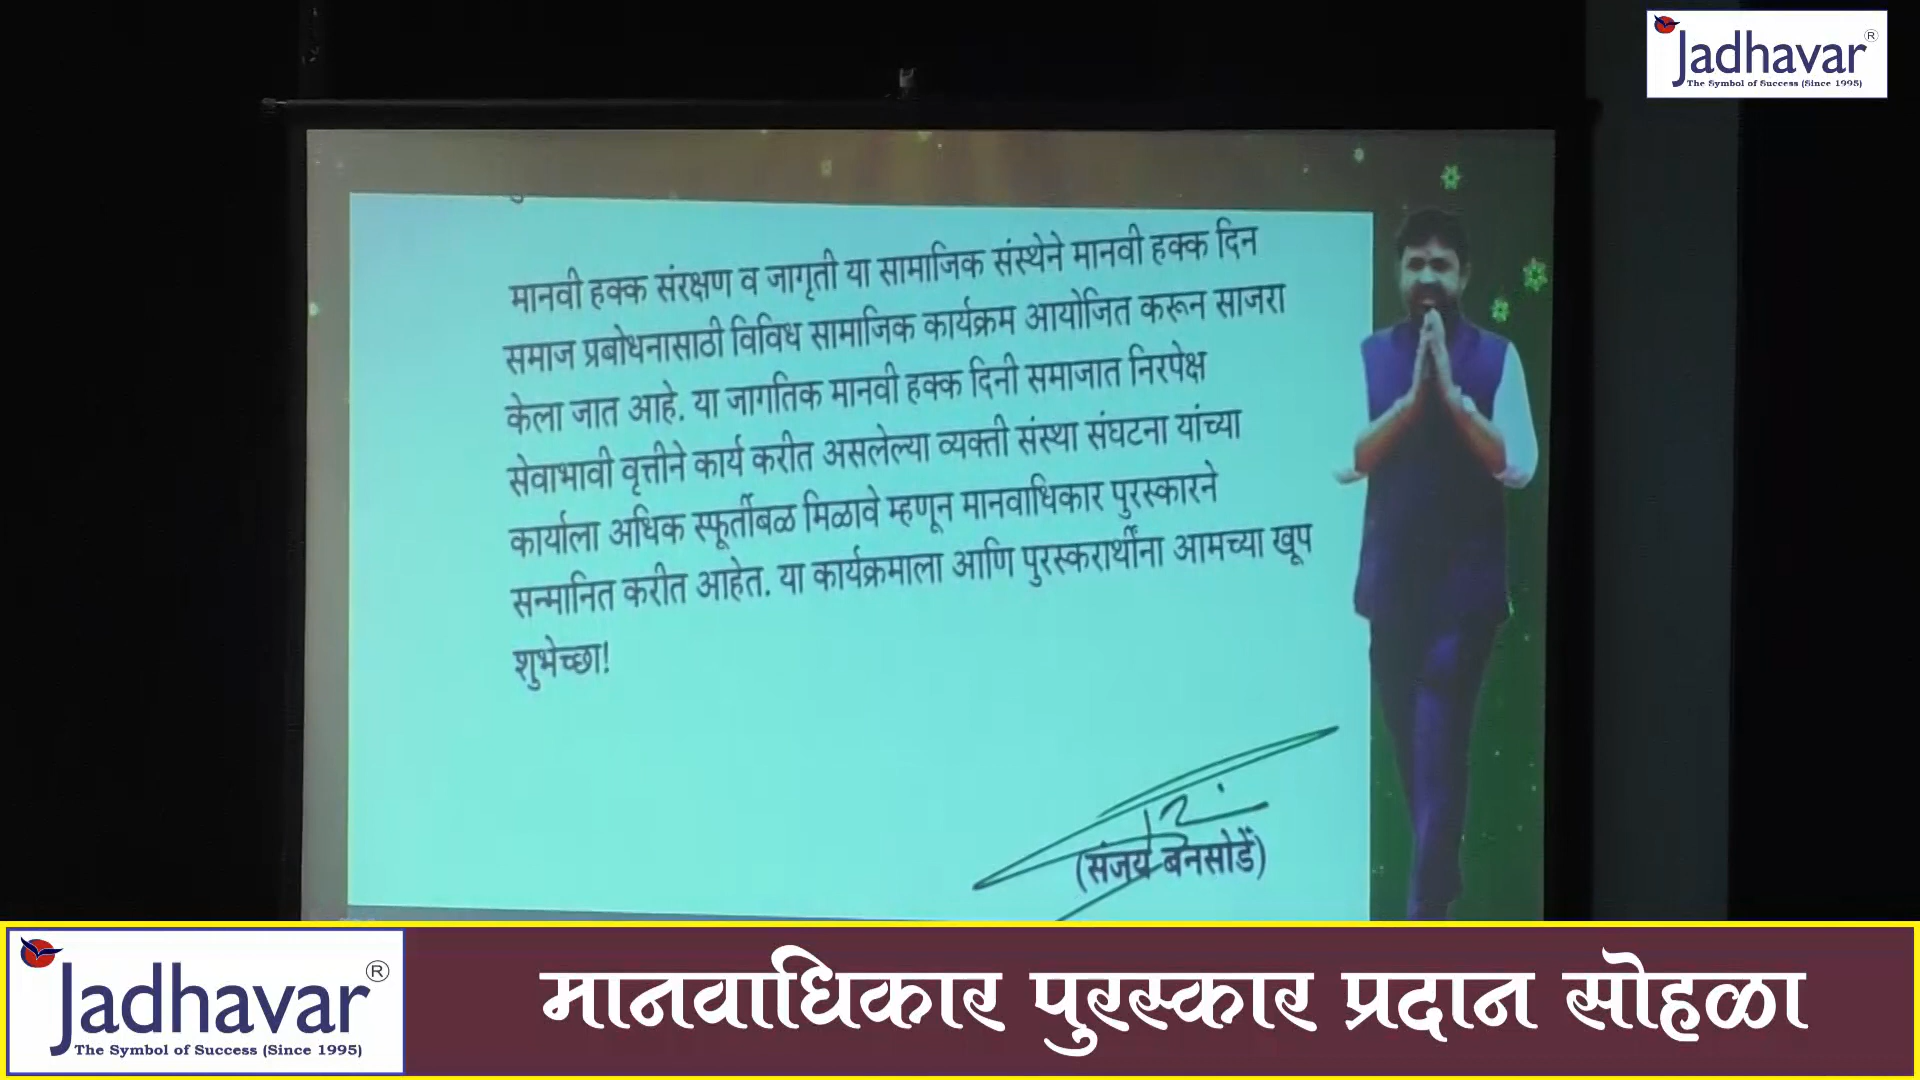 Jadhavar®
The Symbol of Success (Since 1995)
मानवी हक्क संरक्षण व जागृती या सामाजिक संस्थेने मानवी हक्क दिन
समाज प्रबोधनासाठी विविध सामाजिक कार्यक्रम आयोजित करून साजरा
केला जात आहे. या जागतिक मानवी हक्क दिनी समाजात निरपेक्ष
सेवाभावी वृत्तीने कार्य करीत असलेल्या व्यक्ती संस्था संघटना यांच्या
कार्याला अधिक स्फूर्तीबळ मिळावे म्हणून मानवाधिकार पुरस्कारने
सन्मानित करीत आहेत. या कार्यक्रमाला आणि पुरस्करार्थींना आमच्या खूप
शुभेच्छा!
(संजय बनसोडे)
Jadhavar®
The Symbol of Success (Since 1995)
मानवाधिकार पुरस्कार प्रदान सोहळा